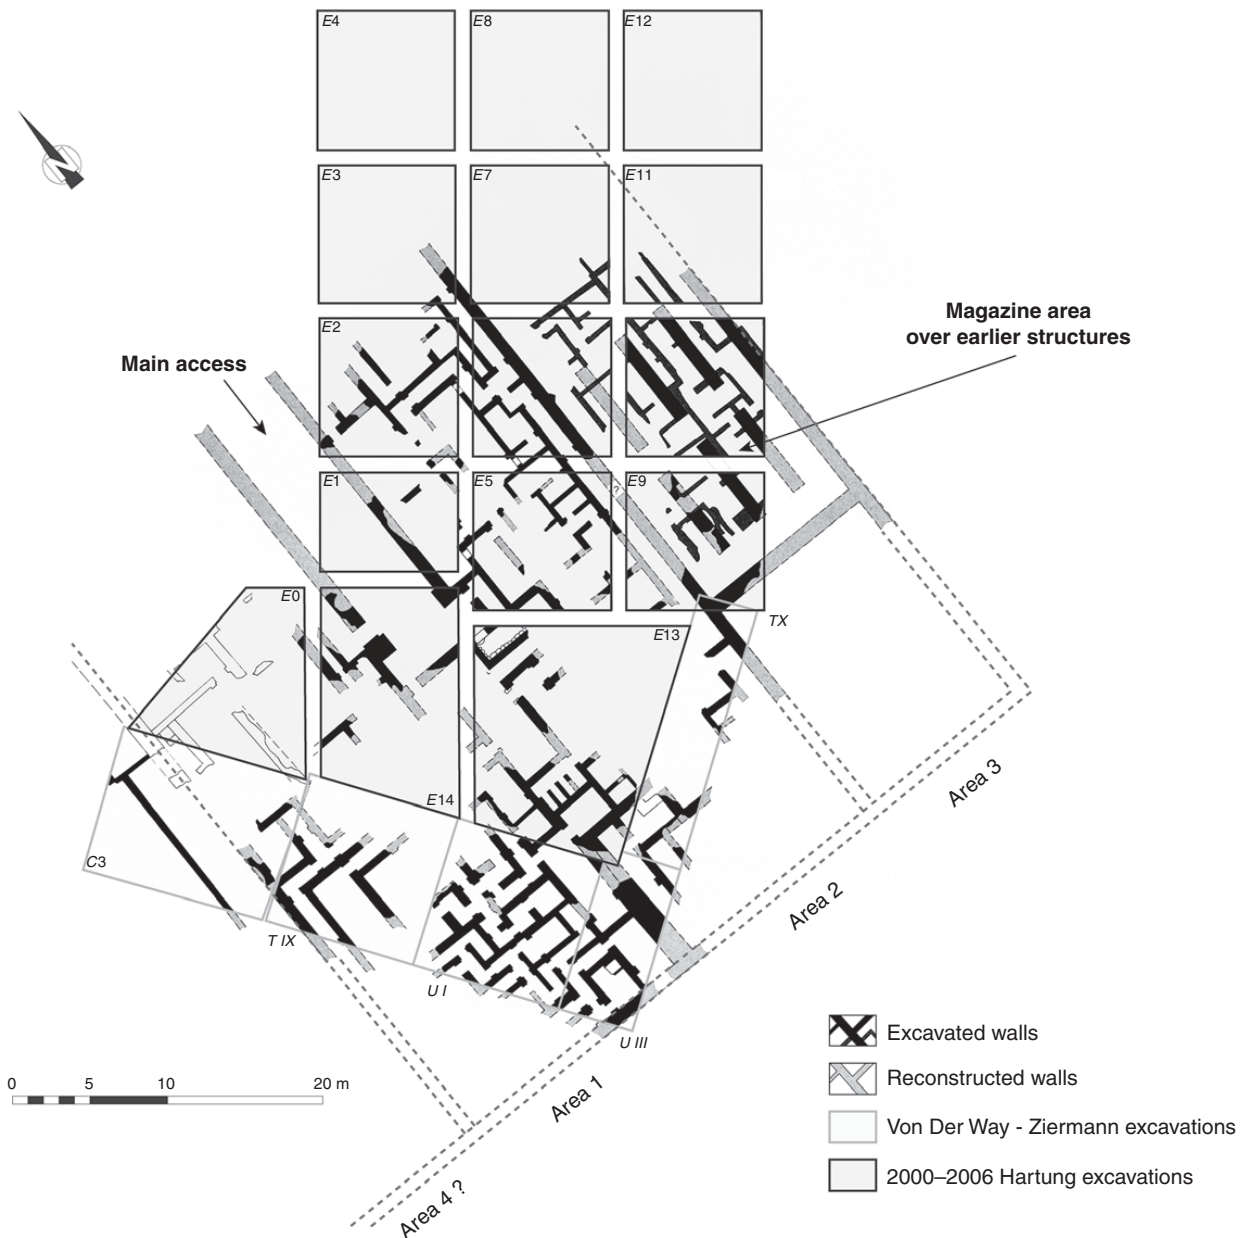 E4
E8
E12
E3
E7
E11
E2
Magazine area
over earlier structures
Main access
E1
E5
E9
?
E0
E13
TX
E14
C3
T IX
U I
U III
Area 3
Area 2
Area 1
Area 4 ?
N
0 5 10 20 m
Excavated walls
Reconstructed walls
Von Der Way - Ziermann excavations
2000–2006 Hartung excavations